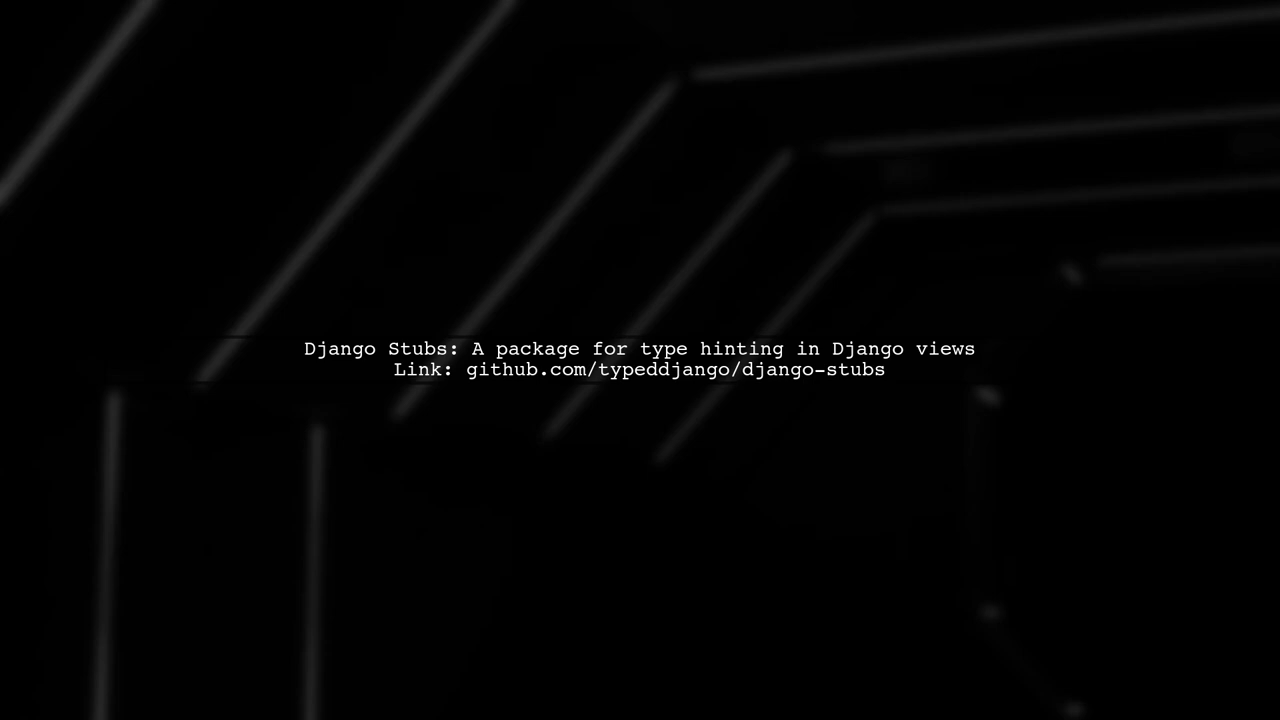 Django Stubs: A package for type hinting in Django views
Link: github.com/typeddjango/django-stubs